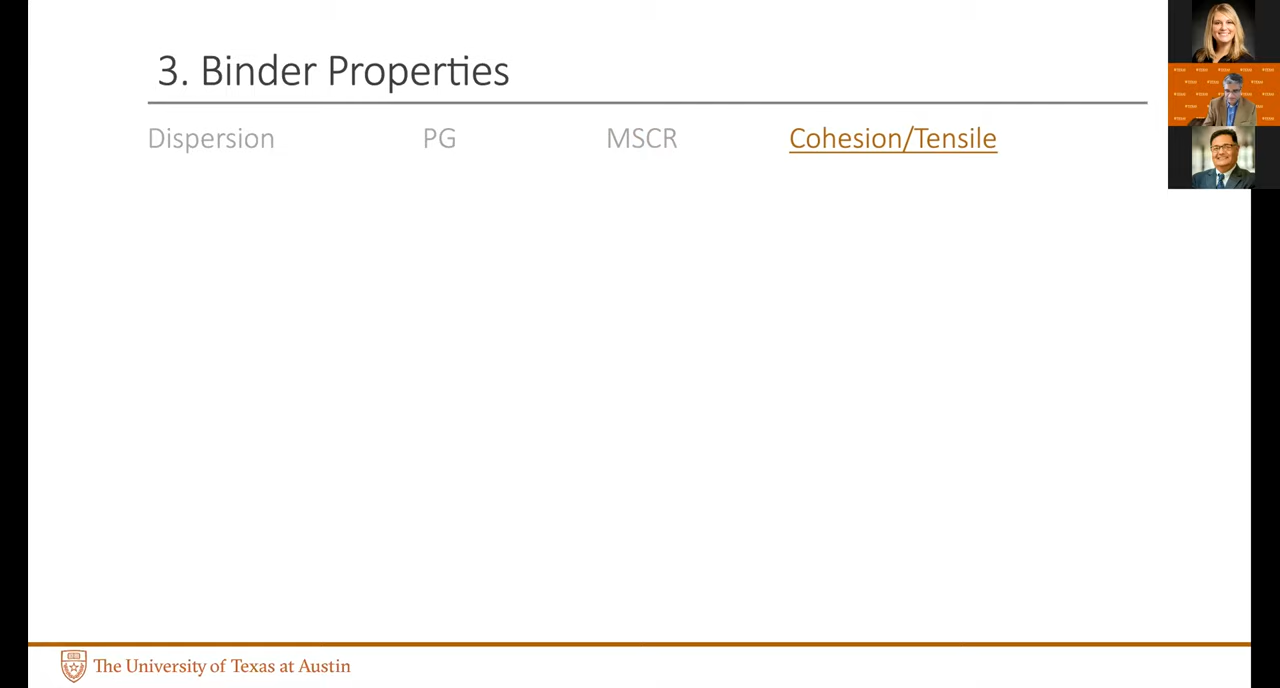 3. Binder Properties
Dispersion PG MSCR Cohesion/Tensile
The University of Texas at Austin